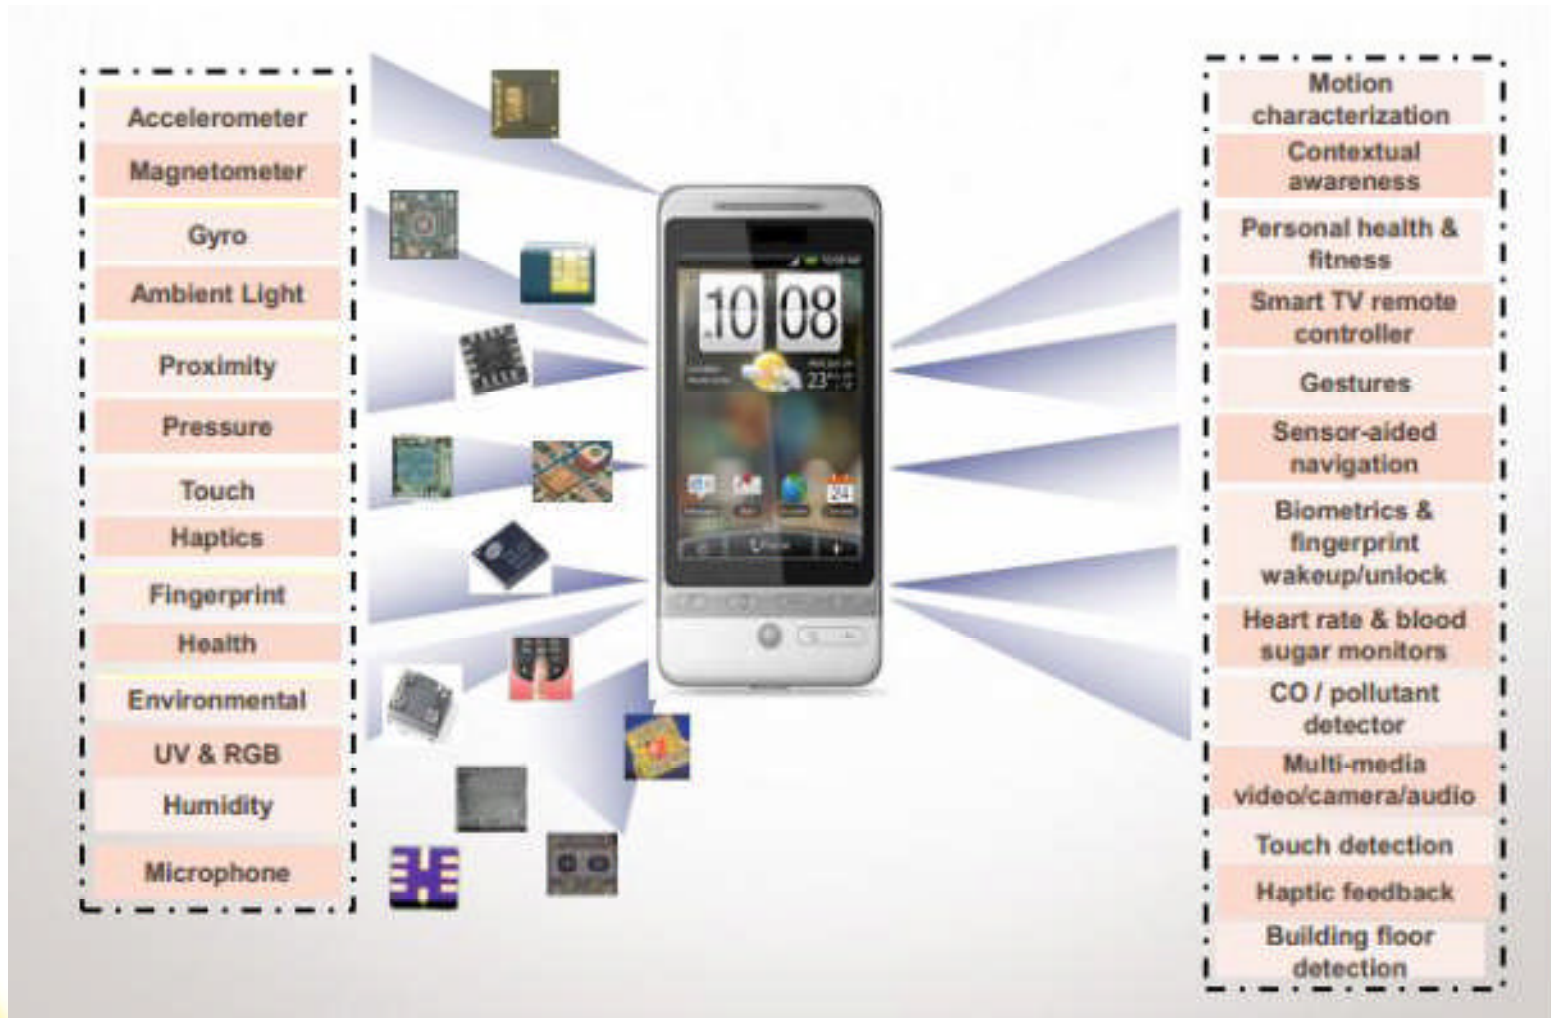 Accelerometer
Magnetometer
Gyro
Ambient Light
Proximity
Pressure
Touch
Haptics
Fingerprint
Health
Environmental
UV & RGB
Humidity
Microphone
10 08
23
24
Motion
characterization
Contextual
awareness
Personal health &
fitness
Smart TV remote
controller
Gestures
Sensor-aided
navigation
Biometrics &
fingerprint
wakeup/unlock
Heart rate & blood
sugar monitors
CO / pollutant
detector
Multi-media
video/camera/audio
Touch detection
Haptic feedback
Building floor
detection